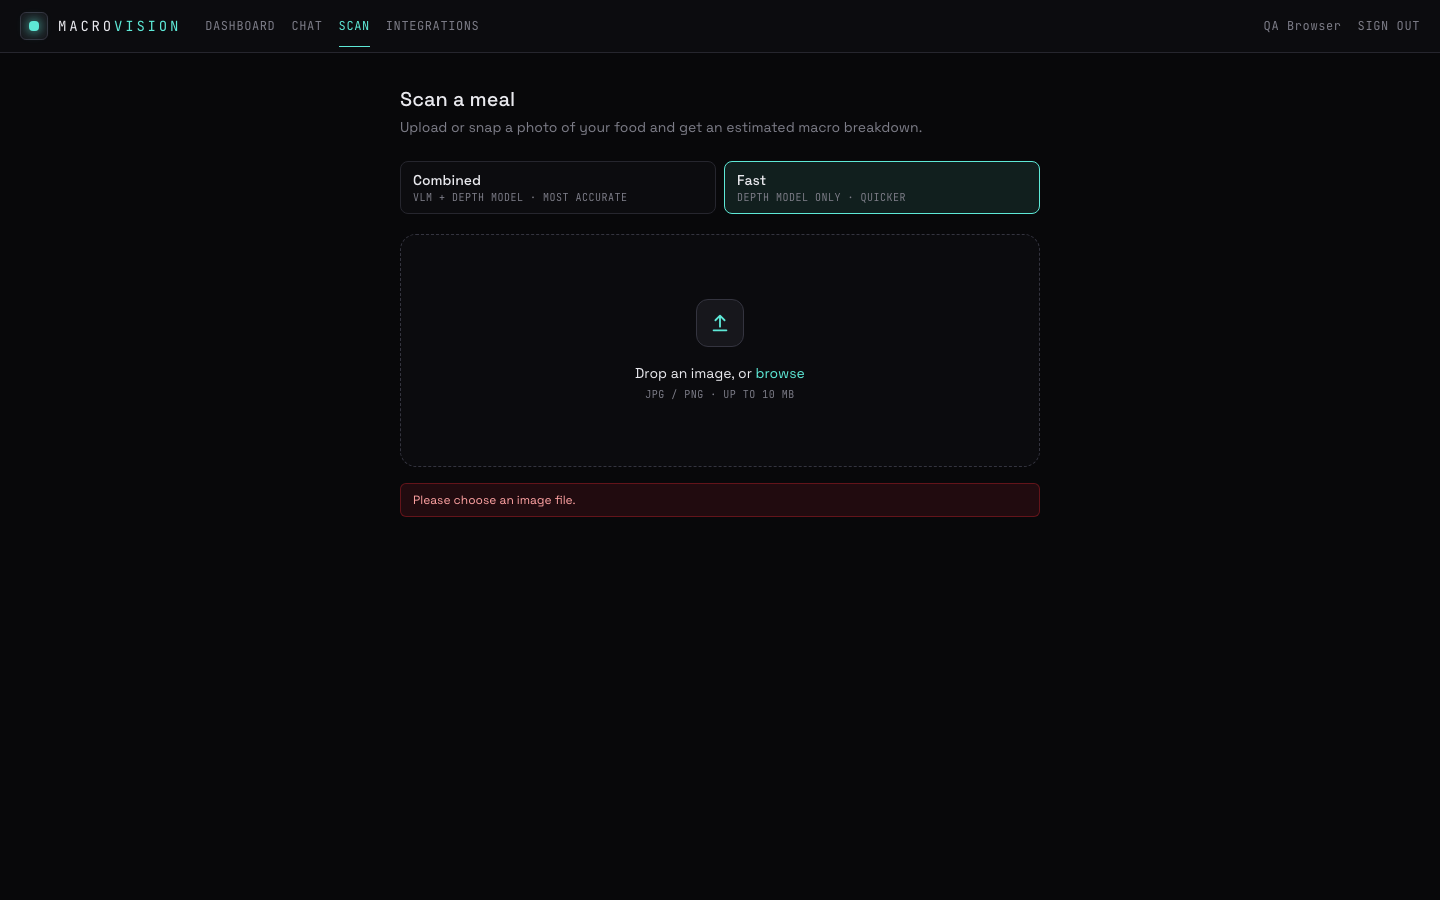 MACROVISION DASHBOARD CHAT SCAN INTEGRATIONS QA Browser SIGN OUT
Scan a meal
Upload or snap a photo of your food and get an estimated macro breakdown.
Combined
VLM + DEPTH MODEL · MOST ACCURATE
Fast
DEPTH MODEL ONLY · QUICKER
Drop an image, or browse
JPG / PNG · UP TO 10 MB
Please choose an image file.